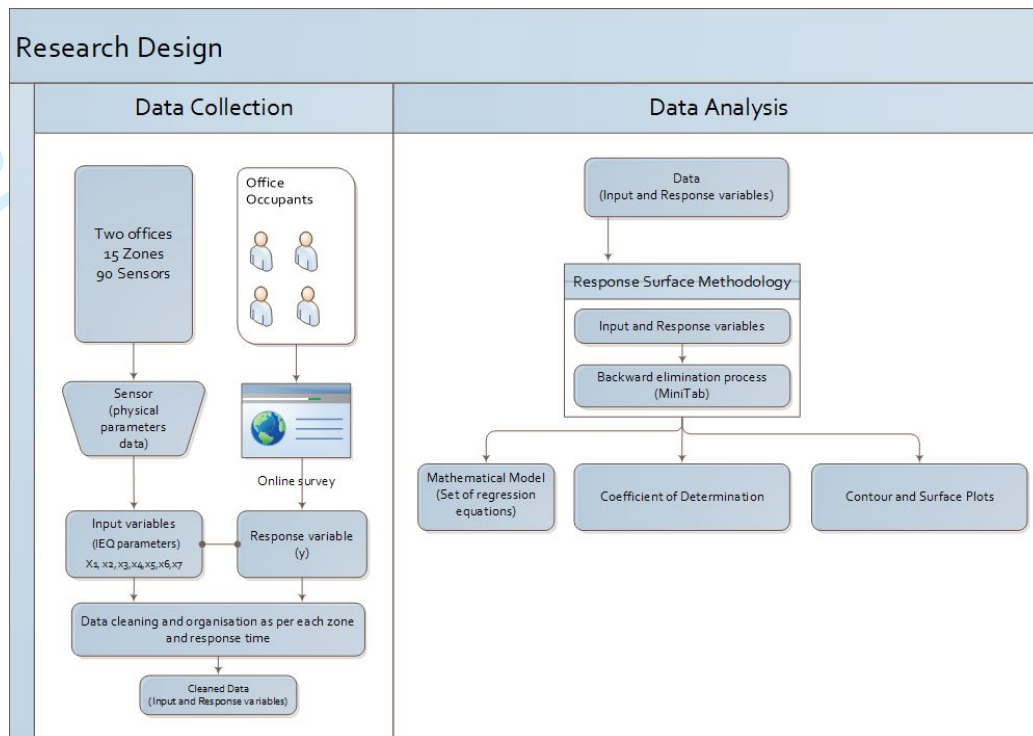 Research Design
Data Collection
Two offices
15 Zones
90 Sensors
Office
Occupants
Sensor
(physical
parameters
data)
Online survey
Input variables
(IEQ parameters)
X1, x2, x3,x4,x5,x6,x7
Response variable
(y)
Data cleaning and organisation as per each zone
and response time
Cleaned Data
(Input and Response variables)
Data Analysis
Data
(Input and Response variables)
Response Surface Methodology
Input and Response variables
Backward elimination process
(MiniTab)
Mathematical Model
(Set of regression
equations)
Coefficient of Determination
Contour and Surface Plots